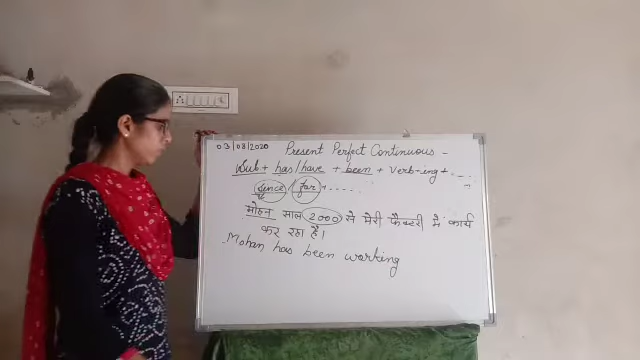 03/08/2020 Present Perfect Continuous -
Sub + has/have + been + Verb-ing + ....
since / for + .....
मोहन साल 2000 से मेरी फैक्टरी में कार्य
कर रहा है।
Mohan has been working